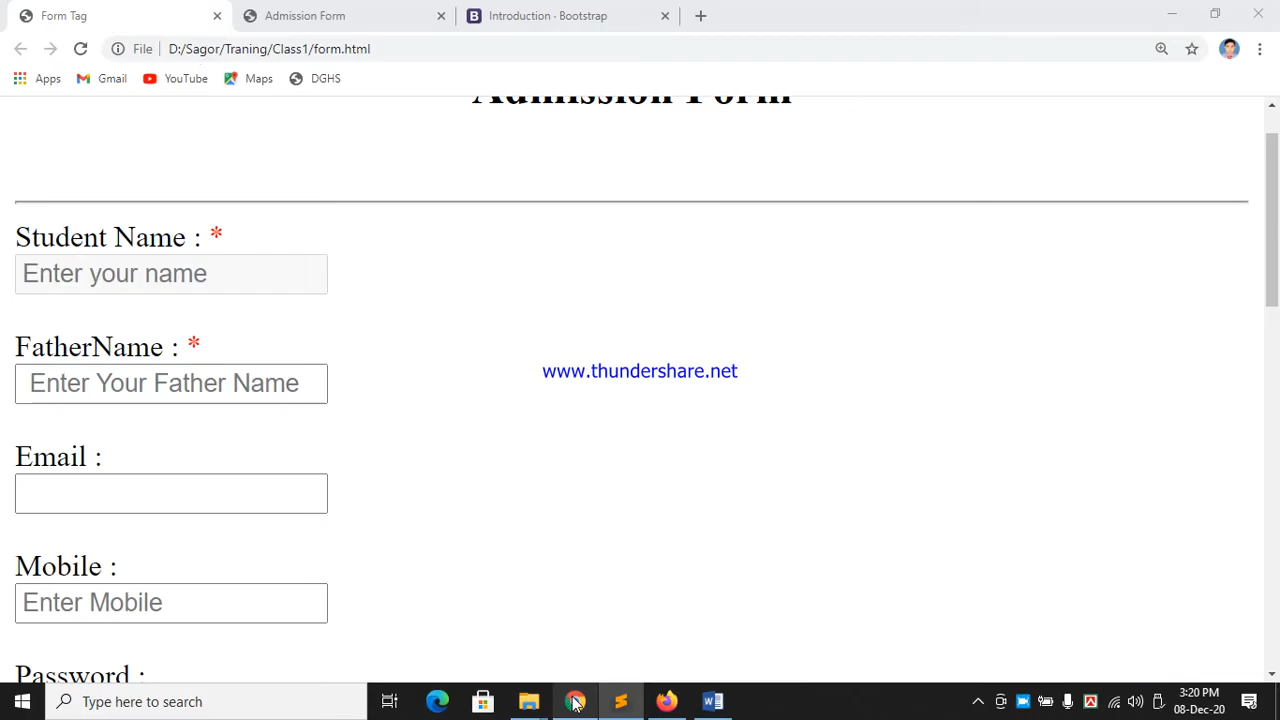 Form Tag
Admission Form
Introduction · Bootstrap
File D:/Sagor/Traning/Class1/form.html
Apps Gmail YouTube Maps DGHS
Admission Form
Student Name : *
Enter your name
FatherName : *
Enter Your Father Name
www.thundershare.net
Email :
Mobile :
Enter Mobile
Password :
Type here to search
3:20 PM
08-Dec-20